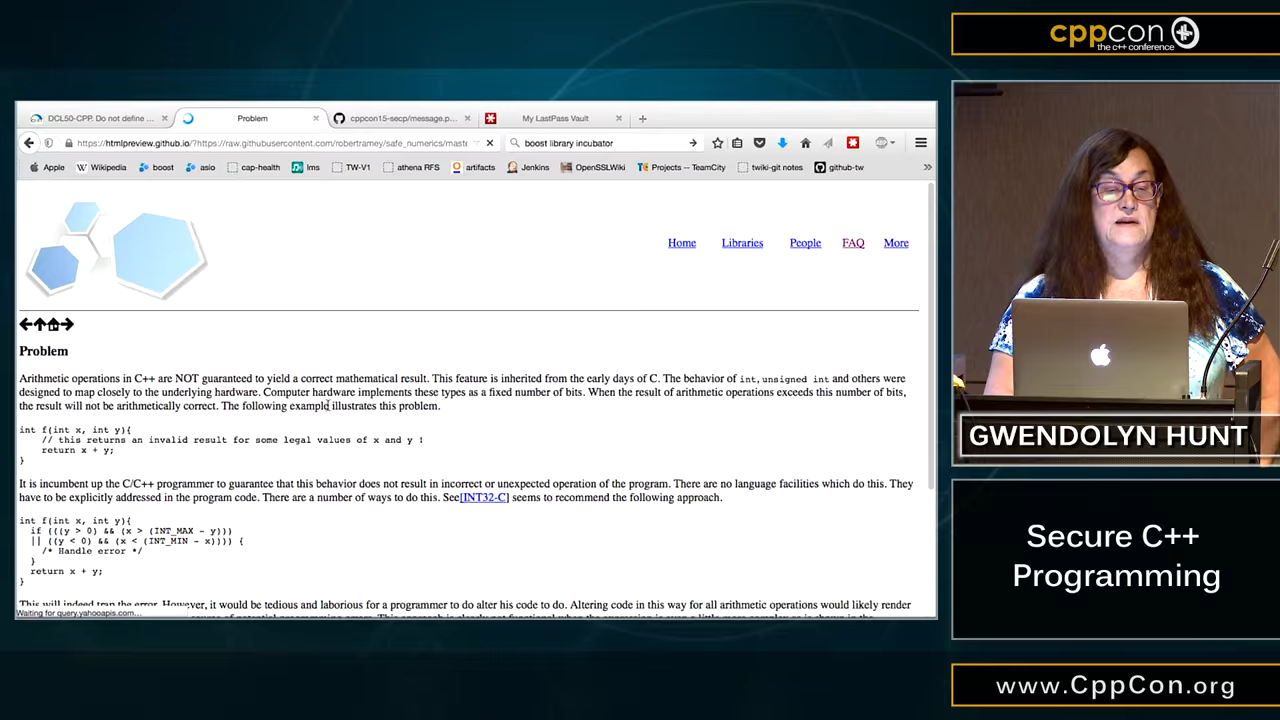 cppcon
the c++ conference
DCL50-CPP. Do not define ...
Problem
cppcon15-secp/message.p...
My LastPass Vault
https://htmlpreview.github.io/?https://raw.githubusercontent.com/robertramey/safe_numerics/mast
boost library incubator
Apple
Wikipedia
boost
asio
cap-health
lms
TW-V1
athena RFS
artifacts
Jenkins
OpenSSLWiki
Projects -- TeamCity
twiki-git notes
github-tw
Home
Libraries
People
FAQ
More
Problem
Arithmetic operations in C++ are NOT guaranteed to yield a correct mathematical result. This feature is inherited from the early days of C. The behavior of int, unsigned int and others were
designed to map closely to the underlying hardware. Computer hardware implements these types as a fixed number of bits. When the result of arithmetic operations exceeds this number of bits,
the result will not be arithmetically correct. The following example illustrates this problem.
int f(int x, int y){
// this returns an invalid result for some legal values of x and y !
return x + y;
}
It is incumbent up the C/C++ programmer to guarantee that this behavior does not result in incorrect or unexpected operation of the program. There are no language facilities which do this. They
have to be explicitly addressed in the program code. There are a number of ways to do this. See[INT32-C] seems to recommend the following approach.
int f(int x, int y){
if (((y > 0) && (x > (INT_MAX - y)))
|| ((y < 0) && (x < (INT_MIN - x)))) {
/* Handle error */
}
return x + y;
}
This will indeed trap the error. However, it would be tedious and laborious for a programmer to do alter his code to do. Altering code in this way for all arithmetic operations would likely render
Waiting for query.yahooapis.com...
GWENDOLYN HUNT
Secure C++
Programming
www.CppCon.org